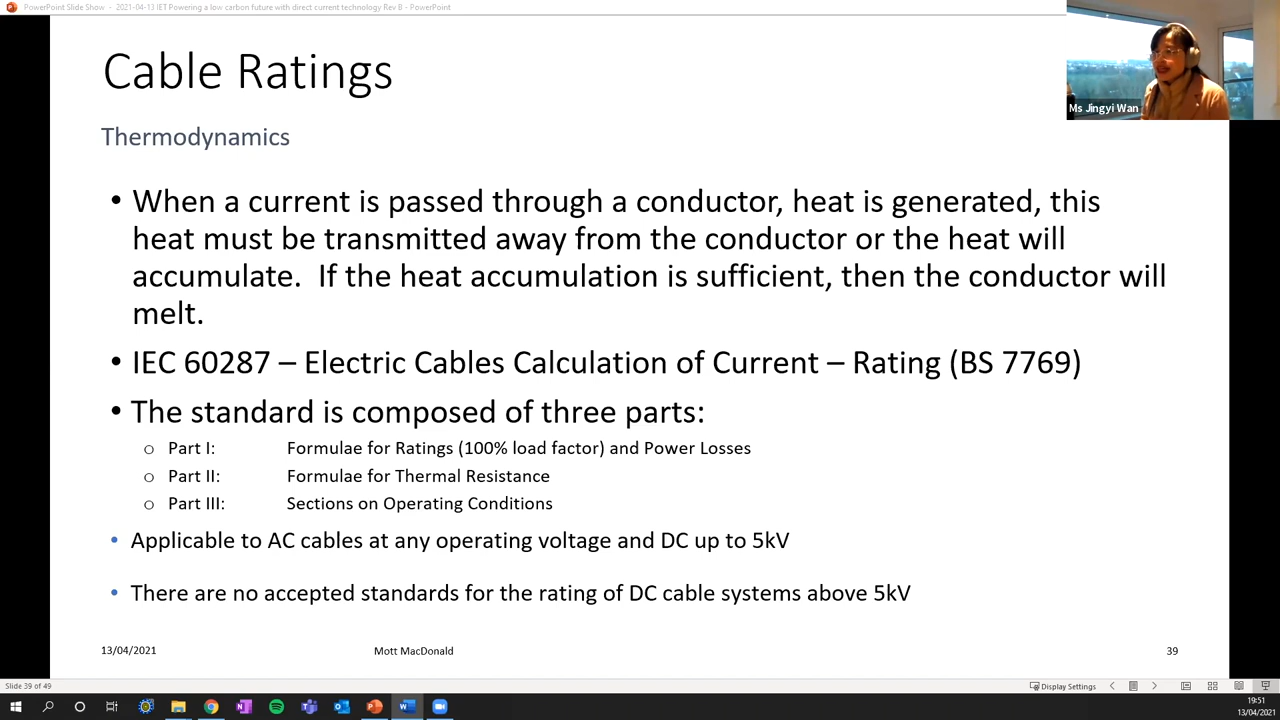 PowerPoint Slide Show - 2021-04-13 IET Powering a low carbon future with direct current technology Rev B - PowerPoint
Ms Jingyi Wan
Cable Ratings
Thermodynamics
• When a current is passed through a conductor, heat is generated, this
heat must be transmitted away from the conductor or the heat will
accumulate. If the heat accumulation is sufficient, then the conductor will
melt.
• IEC 60287 – Electric Cables Calculation of Current – Rating (BS 7769)
• The standard is composed of three parts:
o Part I: Formulae for Ratings (100% load factor) and Power Losses
o Part II: Formulae for Thermal Resistance
o Part III: Sections on Operating Conditions
• Applicable to AC cables at any operating voltage and DC up to 5kV
• There are no accepted standards for the rating of DC cable systems above 5kV
13/04/2021 Mott MacDonald 39
Slide 39 of 49 Display Settings
19:51
13/04/2021